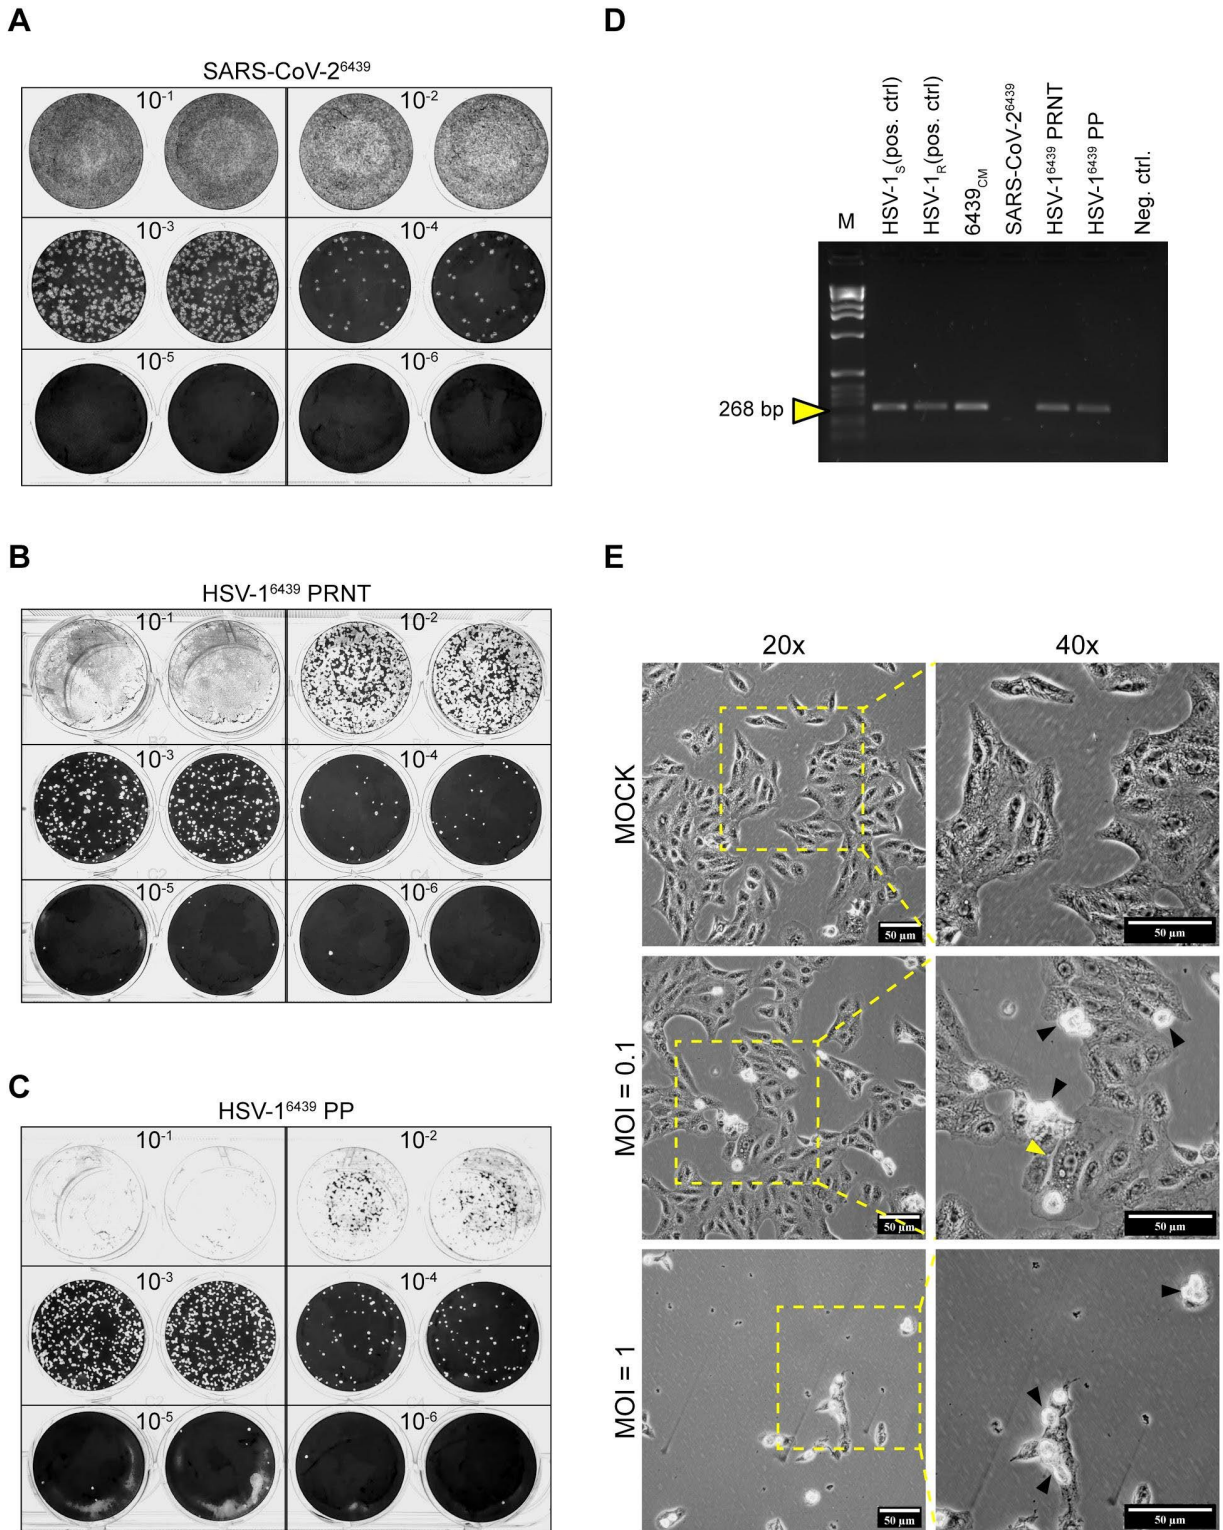 A
SARS-CoV-2⁶⁴³⁹
10⁻¹ 10⁻²
10⁻³ 10⁻⁴
10⁻⁵ 10⁻⁶
B
HSV-1⁶⁴³⁹ PRNT
10⁻¹ 10⁻²
10⁻³ 10⁻⁴
10⁻⁵ 10⁻⁶
C
HSV-1⁶⁴³⁹ PP
10⁻¹ 10⁻²
10⁻³ 10⁻⁴
10⁻⁵ 10⁻⁶
D
M
HSV-1S(pos. ctrl)
HSV-1R(pos. ctrl)
6439CM
SARS-CoV-2⁶⁴³⁹
HSV-1⁶⁴³⁹ PRNT
HSV-1⁶⁴³⁹ PP
Neg. ctrl.
268 bp
E
20x 40x
MOCK
50 µm 50 µm
MOI = 0.1
50 µm 50 µm
MOI = 1
50 µm 50 µm